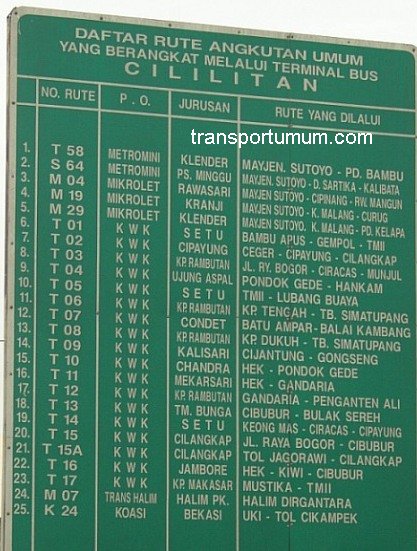 DAFTAR RUTE ANGKUTAN UMUM
YANG BERANGKAT MELALUI TERMINAL BUS
CILILITAN
NO. RUTE P. O. JURUSAN RUTE YANG DILALUI
transportumum.com
1. T 58 METROMINI KLENDER MAYJEN. SUTOYO - PD. BAMBU
2. S 64 METROMINI PS. MINGGU MAYJEN. SUTOYO - D. SARTIKA - KALIBATA
3. M 04 MIKROLET RAWASARI MAYJEN. SUTOYO - CIPINANG - RW. MANGUN
4. M 19 MIKROLET KRANJI MAYJEN. SUTOYO - K. MALANG - CURUG
5. M 29 MIKROLET KLENDER MAYJEN. SUTOYO - K. MALANG - PD. KELAPA
6. T 01 K W K S E T U BAMBU APUS - GEMPOL - TMII
7. T 02 K W K CIPAYUNG CEGER - CIPAYUNG - CILANGKAP
8. T 03 K W K KP. RAMBUTAN JL. RY. BOGOR - CIRACAS - MUNJUL
9. T 04 K W K UJUNG ASPAL PONDOK GEDE - HANKAM
10. T 05 K W K S E T U TMII - LUBANG BUAYA
11. T 06 K W K KP. RAMBUTAN KP. TENGAH - TB. SIMATUPANG
12. T 07 K W K CONDET BATU AMPAR - BALAI KAMBANG
13. T 08 K W K KP. RAMBUTAN KP. DUKUH - TB. SIMATUPANG
14. T 09 K W K KALISARI CIJANTUNG - GONGSENG
15. T 10 K W K CHANDRA HEK - PONDOK GEDE
16. T 11 K W K MEKARSARI HEK - GANDARIA
17. T 12 K W K KP. RAMBUTAN GANDARIA - PENGANTEN ALI
18. T 13 K W K TM. BUNGA CIBUBUR - BULAK SEREH
19. T 14 K W K S E T U KEONG MAS - CIRACAS - CIPAYUNG
20. T 15 K W K CILANGKAP JL. RAYA BOGOR - CIBUBUR
21. T 15A K W K CILANGKAP TOL JAGORAWI - CILANGKAP
22. T 16 K W K JAMBORE HEK - KIWI - CIBUBUR
23. T 17 K W K KP. MAKASAR MUSTIKA - TMII
24. M 07 TRANS HALIM HALIM PK. HALIM DIRGANTARA
25. K 24 KOASI BEKASI UKI - TOL CIKAMPEK